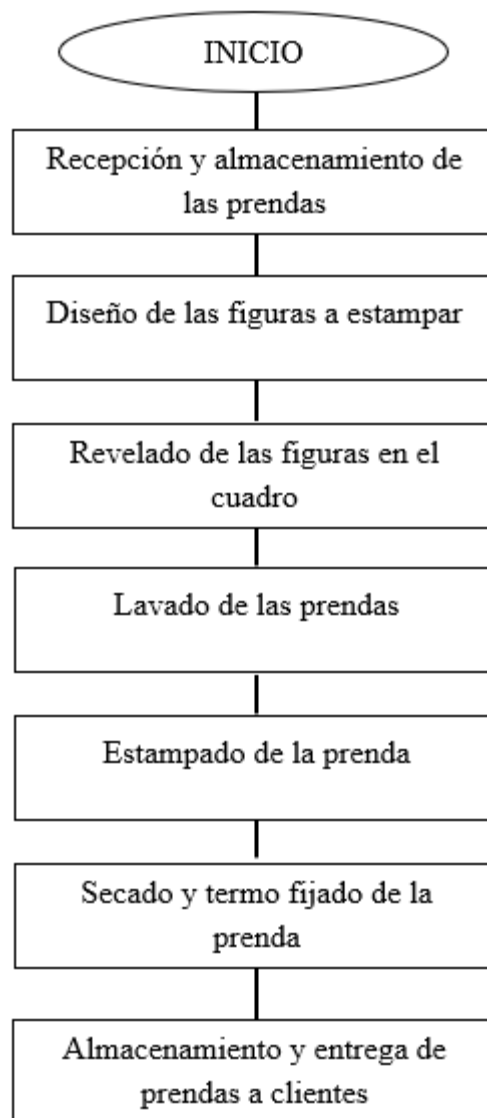 INICIO
Recepción y almacenamiento de
las prendas
Diseño de las figuras a estampar
Revelado de las figuras en el
cuadro
Lavado de las prendas
Estampado de la prenda
Secado y termo fijado de la
prenda
Almacenamiento y entrega de
prendas a clientes